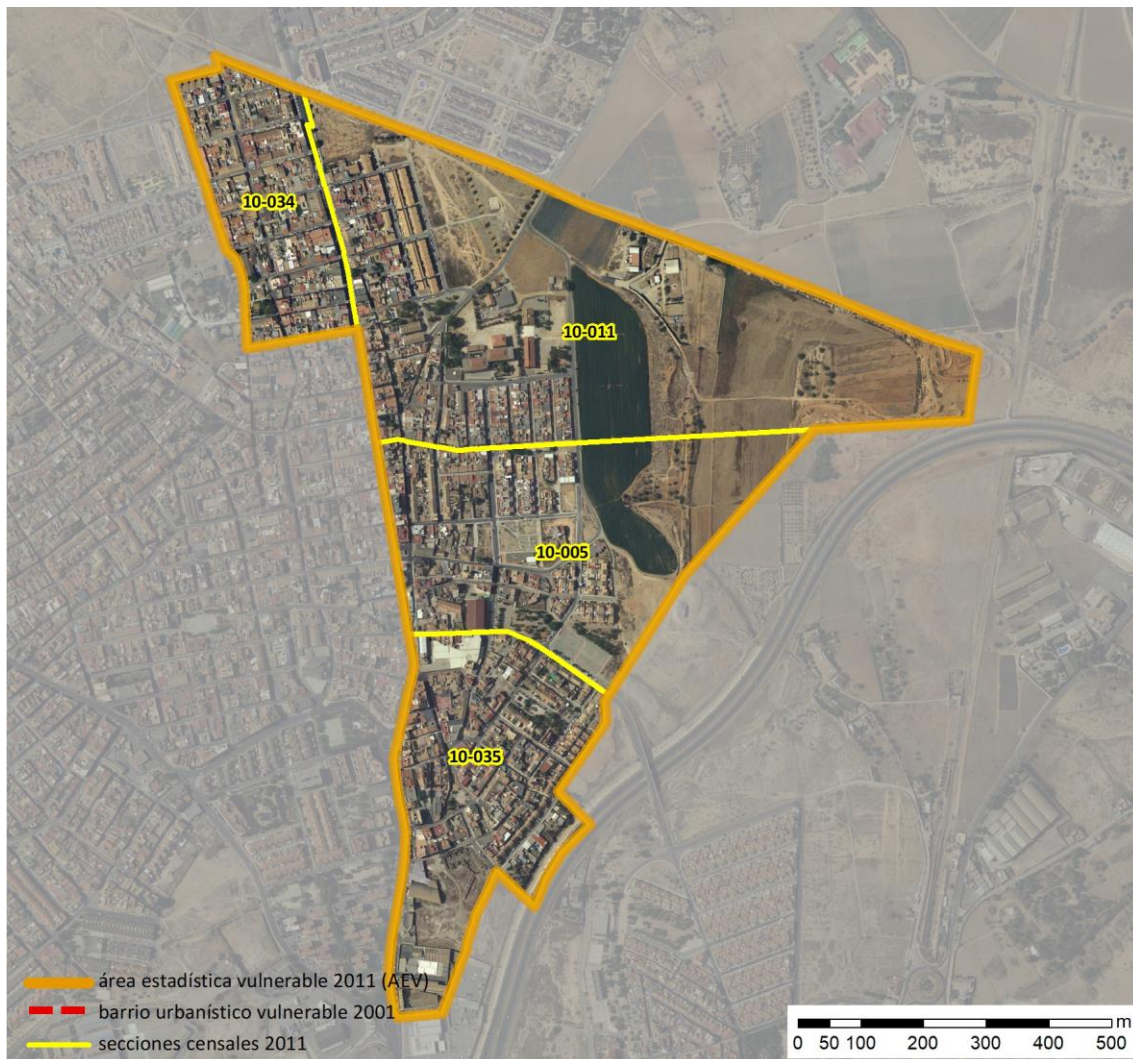 10-034
10-011
10-005
10-035
área estadística vulnerable 2011 (AEV)
barrio urbanístico vulnerable 2001
secciones censales 2011
m
0 50 100 200 300 400 500